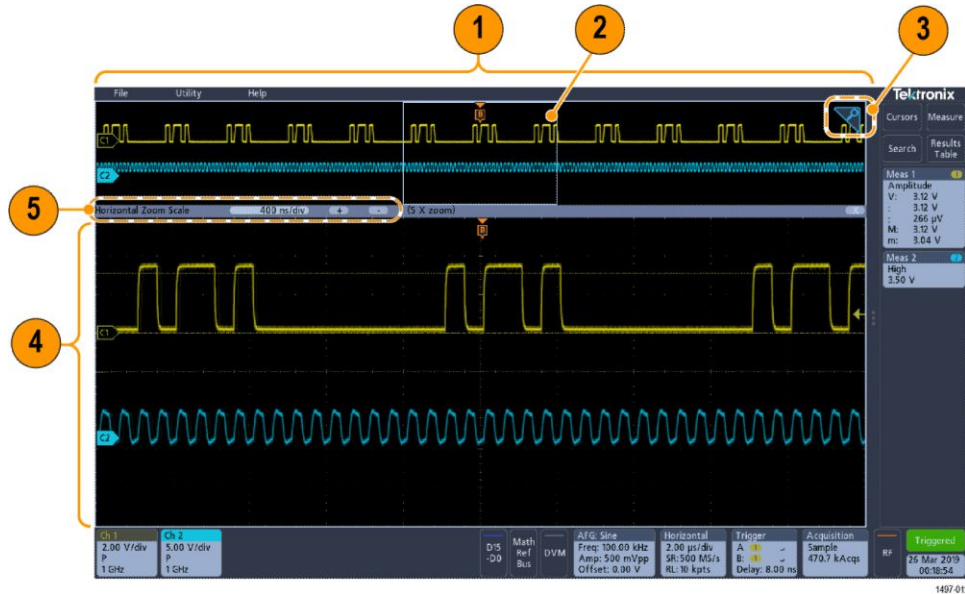 1
2
3
File Utility Help
Tektronix
B
C1
C2
Cursors Measure
Search Results Table
Meas 1 1
Amplitude
V: 3.12 V
: 3.12 V
: 266 µV
M: 3.12 V
m: 3.04 V
Meas 2 2
High
3.50 V
5
Horizontal Zoom Scale 400 ns/div + - (5 X zoom) X
B
4
C1
C2
Ch 1
2.00 V/div
P
1 GHz
Ch 2
5.00 V/div
P
1 GHz
D15
-D0
Math
Ref
Bus
DVM
AFG: Sine
Freq: 100.00 kHz
Amp: 500 mVpp
Offset: 0.00 V
Horizontal
2.00 µs/div
SR: 500 MS/s
RL: 10 kpts
Trigger
A: 1
B: 1
Delay: 8.00 ns
Acquisition
Sample
470.7 kAcqs
RF
Triggered
26 Mar 2019
00:18:54